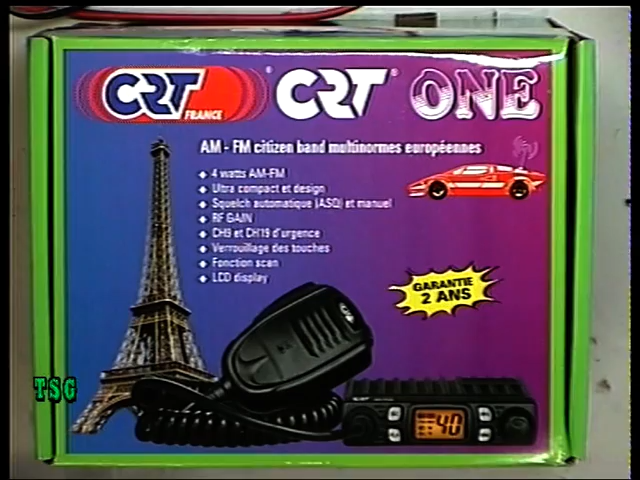 CRT
FRANCE
CRT ONE
AM - FM citizen band multinormes européennes
4 watts AM-FM
Ultra compact et design
Squelch automatique (ASQ) et manuel
RF GAIN
CH9 et CH19 d'urgence
Verrouillage des touches
Fonction scan
LCD display
GARANTIE
2 ANS
TSG
40